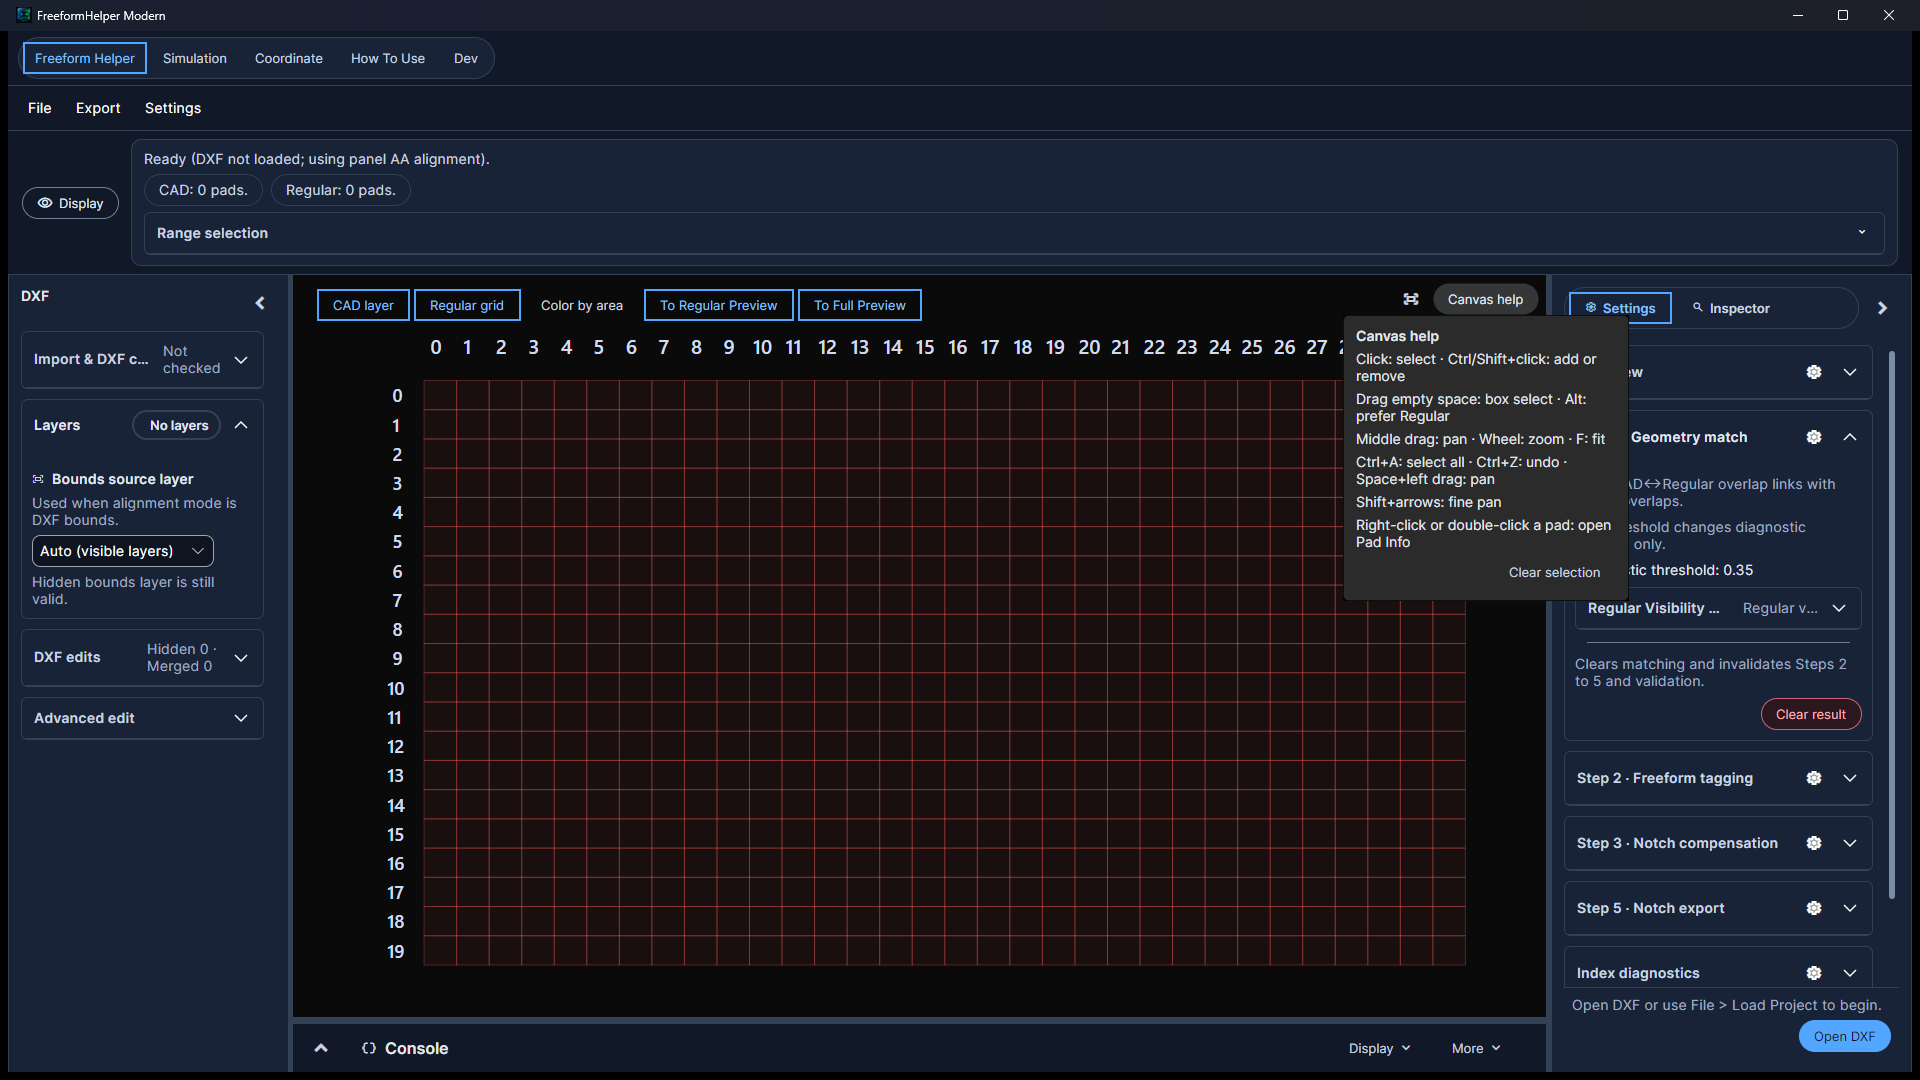 FreeformHelper Modern
Freeform Helper
Simulation
Coordinate
How To Use
Dev
File
Export
Settings
Display
Ready (DXF not loaded; using panel AA alignment).
CAD: 0 pads.
Regular: 0 pads.
Range selection
DXF
Import & DXF c...
Not
checked
Layers
No layers
Bounds source layer
Used when alignment mode is
DXF bounds.
Auto (visible layers)
Hidden bounds layer is still
valid.
DXF edits
Hidden 0 ·
Merged 0
Advanced edit
CAD layer
Regular grid
Color by area
To Regular Preview
To Full Preview
Canvas help
0 1 2 3 4 5 6 7 8 9 10 11 12 13 14 15 16 17 18 19 20 21 22 23 24 25 26 27
0
1
2
3
4
5
6
7
8
9
10
11
12
13
14
15
16
17
18
19
Canvas help
Click: select · Ctrl/Shift+click: add or
remove
Drag empty space: box select · Alt:
prefer Regular
Middle drag: pan · Wheel: zoom · F: fit
Ctrl+A: select all · Ctrl+Z: undo ·
Space+left drag: pan
Shift+arrows: fine pan
Right-click or double-click a pad: open
Pad Info
Clear selection
Settings
Inspector
Geometry match
Regular overlap links with
only.
threshold: 0.35
changes diagnostic
Regular Visibility ...
Regular v...
Clears matching and invalidates Steps 2
to 5 and validation.
Clear result
Step 2 · Freeform tagging
Step 3 · Notch compensation
Step 5 · Notch export
Index diagnostics
Open DXF or use File > Load Project to begin.
Open DXF
Console
Display
More